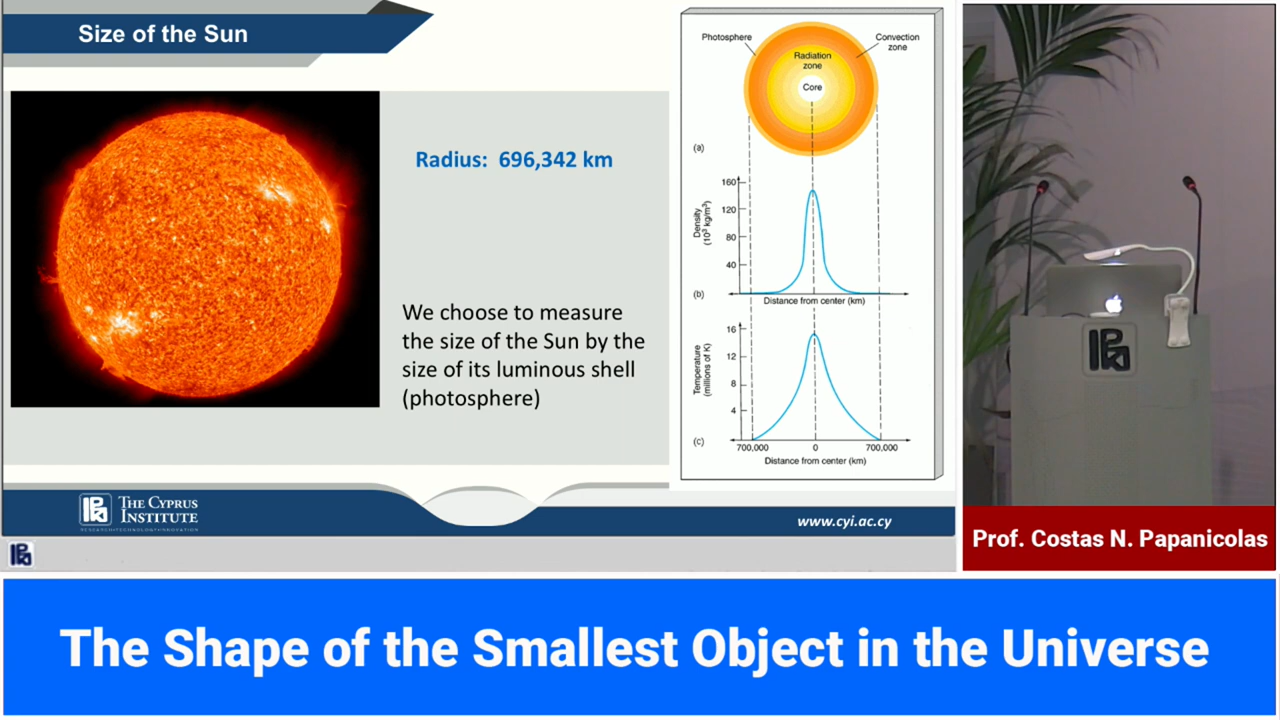 Size of the Sun
Radius: 696,342 km
We choose to measure
the size of the Sun by the
size of its luminous shell
(photosphere)
Photosphere
Convection
zone
Radiation
zone
Core
(a)
160
120
80
40
Density
(10³ kg/m³)
(b)
Distance from center (km)
16
12
8
4
Temperature
(millions of K)
(c)
700,000
0
700,000
Distance from center (km)
THE CYPRUS
INSTITUTE
RESEARCH•TECHNOLOGY•INNOVATION
www.cyi.ac.cy
Prof. Costas N. Papanicolas
The Shape of the Smallest Object in the Universe